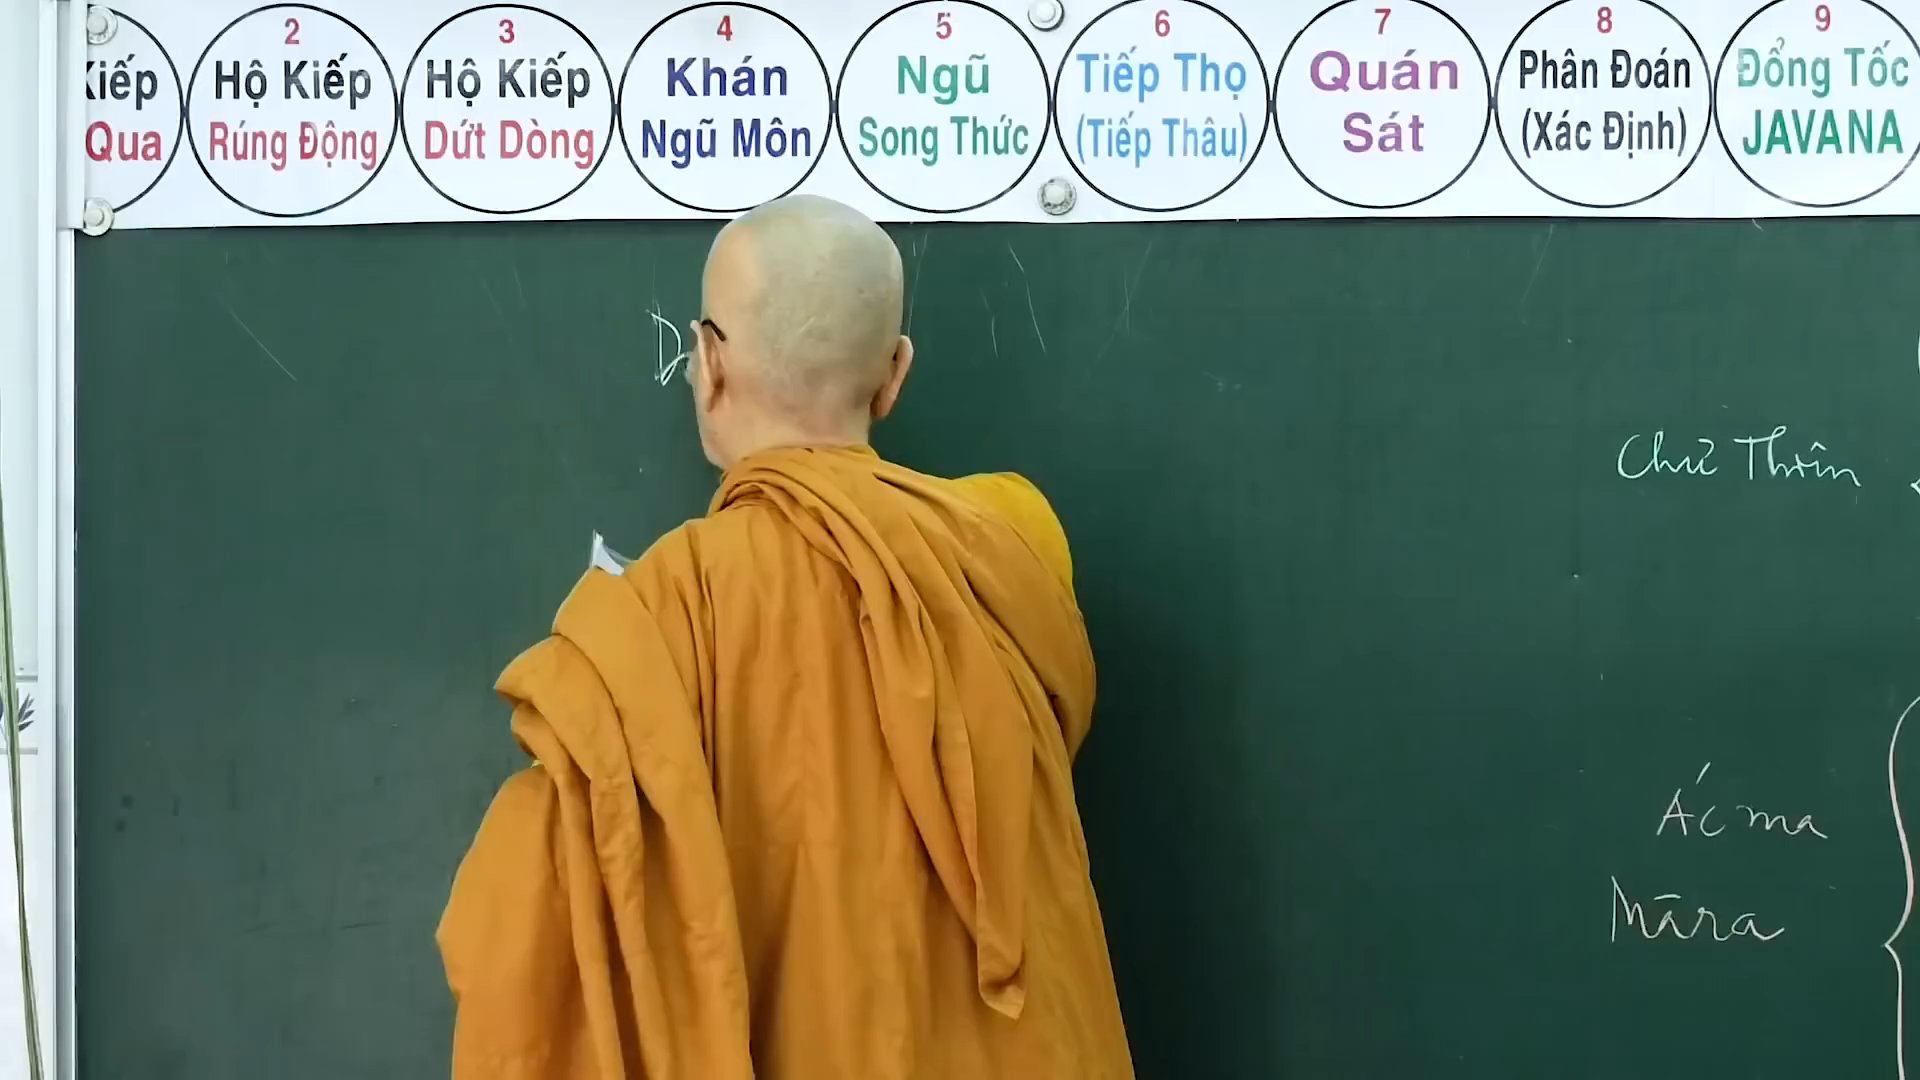 Kiếp
Qua
2
Hộ Kiếp
Rúng Động
3
Hộ Kiếp
Dứt Dòng
4
Khán
Ngũ Môn
5
Ngũ
Song Thức
6
Tiếp Thọ
(Tiếp Thâu)
7
Quán
Sát
8
Phân Đoán
(Xác Định)
9
Đổng Tốc
JAVANA
D
Chư Thiên
Ác ma
Māra